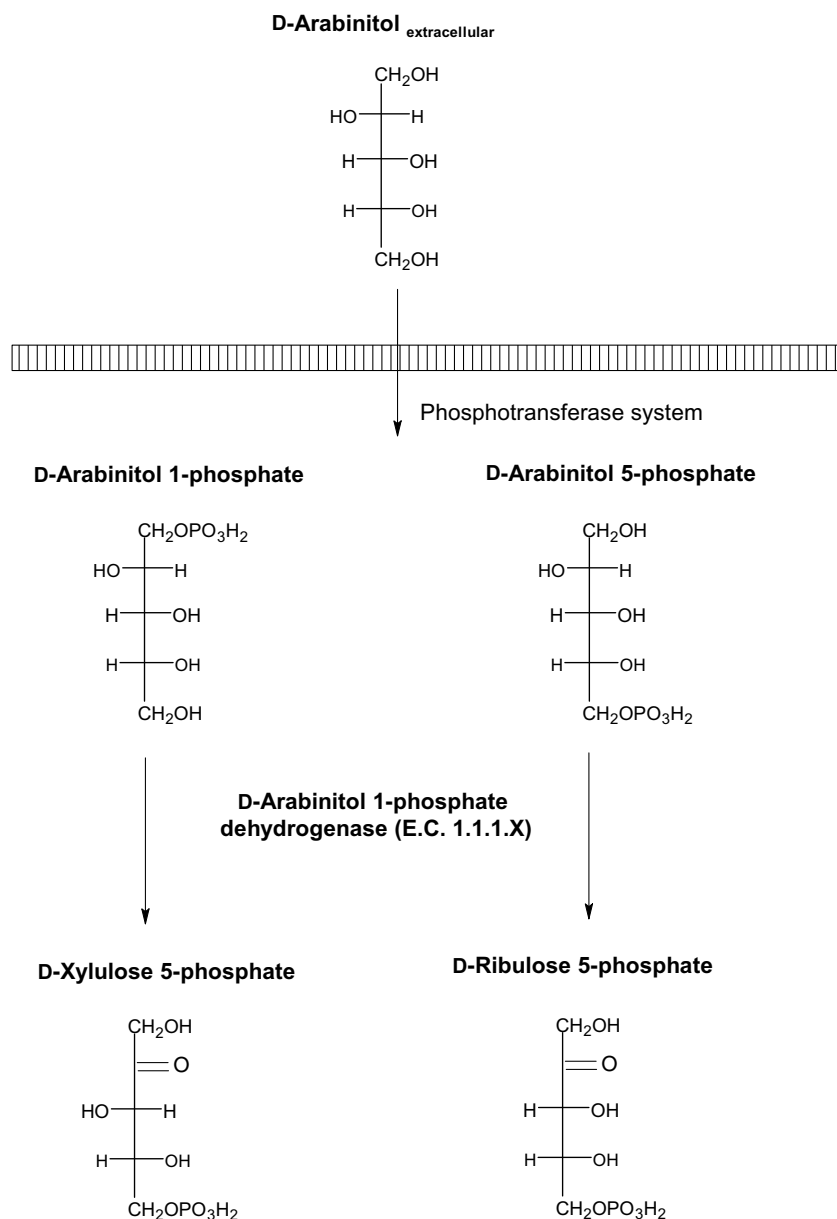 D-Arabinitol extracellular
CH₂OH
HO H
H OH
H OH
CH₂OH
Phosphotransferase system
D-Arabinitol 1-phosphate
D-Arabinitol 5-phosphate
CH₂OPO₃H₂
HO H
H OH
H OH
CH₂OH
CH₂OH
HO H
H OH
H OH
CH₂OPO₃H₂
D-Arabinitol 1-phosphate
dehydrogenase (E.C. 1.1.1.X)
D-Xylulose 5-phosphate
D-Ribulose 5-phosphate
CH₂OH
O
HO H
H OH
CH₂OPO₃H₂
CH₂OH
O
H OH
H OH
CH₂OPO₃H₂